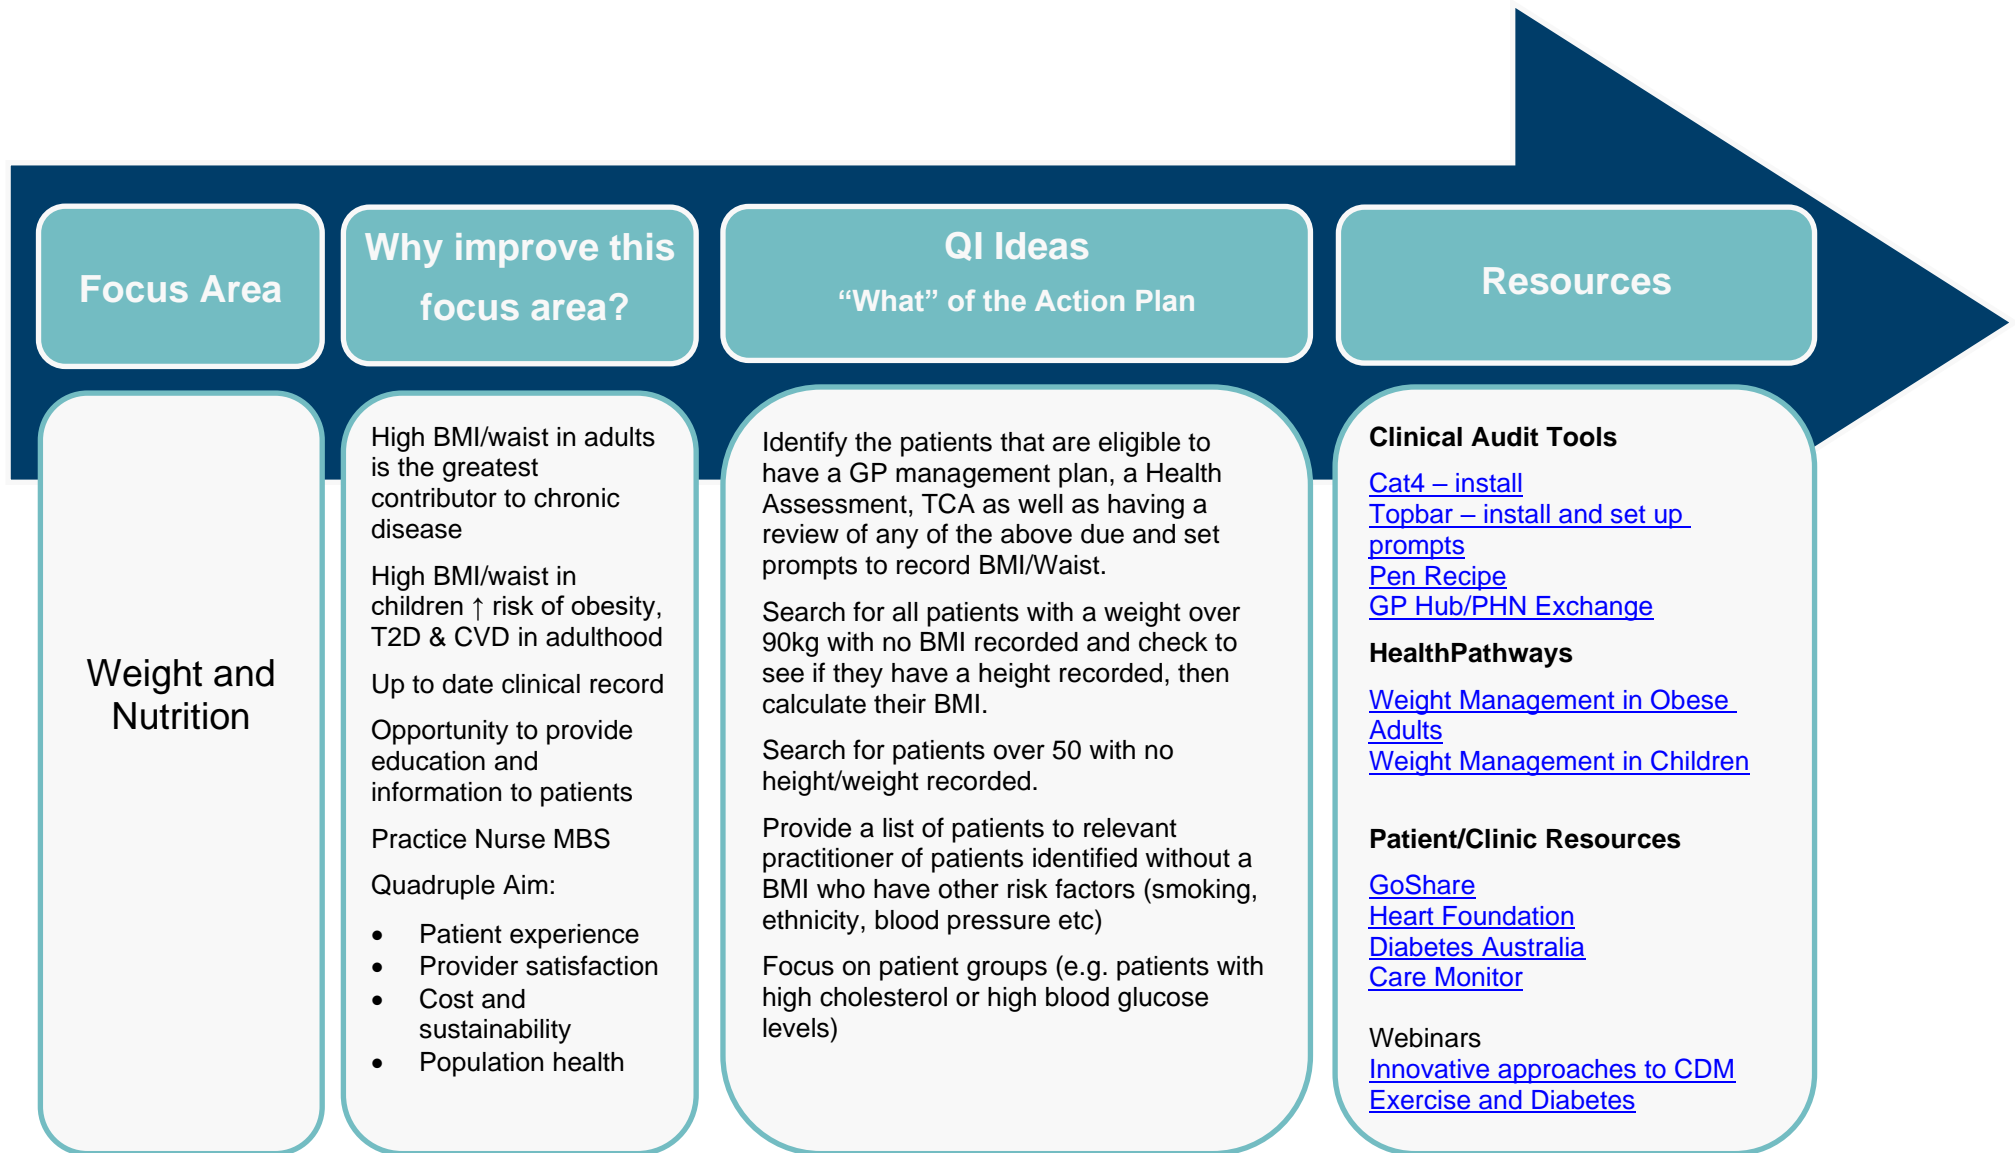 Focus Area
Why improve this
focus area?
QI Ideas
“What” of the Action Plan
Resources
Weight and
Nutrition
High BMI/waist in adults
is the greatest
contributor to chronic
disease
High BMI/waist in
children ↑ risk of obesity,
T2D & CVD in adulthood
Up to date clinical record
Opportunity to provide
education and
information to patients
Practice Nurse MBS
Quadruple Aim:
• Patient experience
• Provider satisfaction
• Cost and
sustainability
• Population health
Identify the patients that are eligible to
have a GP management plan, a Health
Assessment, TCA as well as having a
review of any of the above due and set
prompts to record BMI/Waist.
Search for all patients with a weight over
90kg with no BMI recorded and check to
see if they have a height recorded, then
calculate their BMI.
Search for patients over 50 with no
height/weight recorded.
Provide a list of patients to relevant
practitioner of patients identified without a
BMI who have other risk factors (smoking,
ethnicity, blood pressure etc)
Focus on patient groups (e.g. patients with
high cholesterol or high blood glucose
levels)
Clinical Audit Tools
Cat4 – install
Topbar – install and set up
prompts
Pen Recipe
GP Hub/PHN Exchange
HealthPathways
Weight Management in Obese
Adults
Weight Management in Children
Patient/Clinic Resources
GoShare
Heart Foundation
Diabetes Australia
Care Monitor
Webinars
Innovative approaches to CDM
Exercise and Diabetes